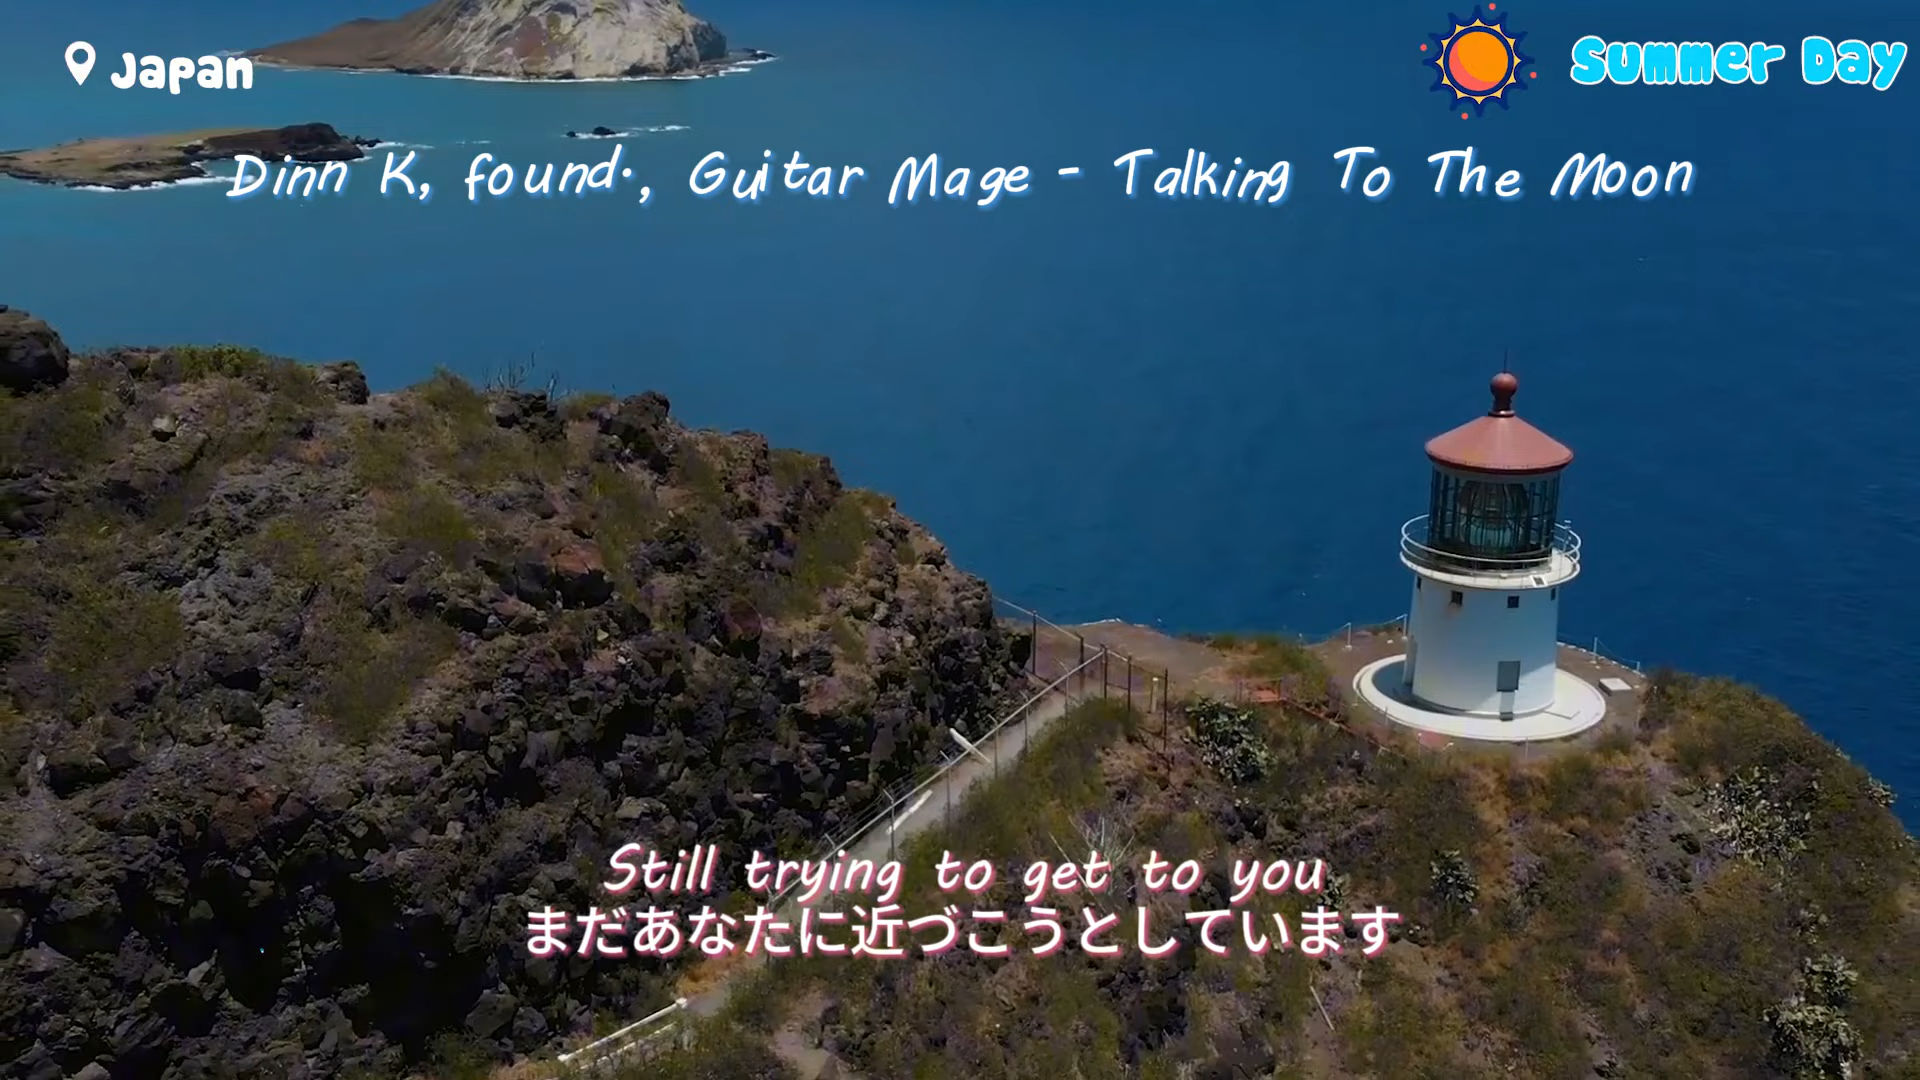 Japan
Summer Day
Dinn K, found., Guitar Mage - Talking To The Moon
Still trying to get to you
まだあなたに近づこうとしています